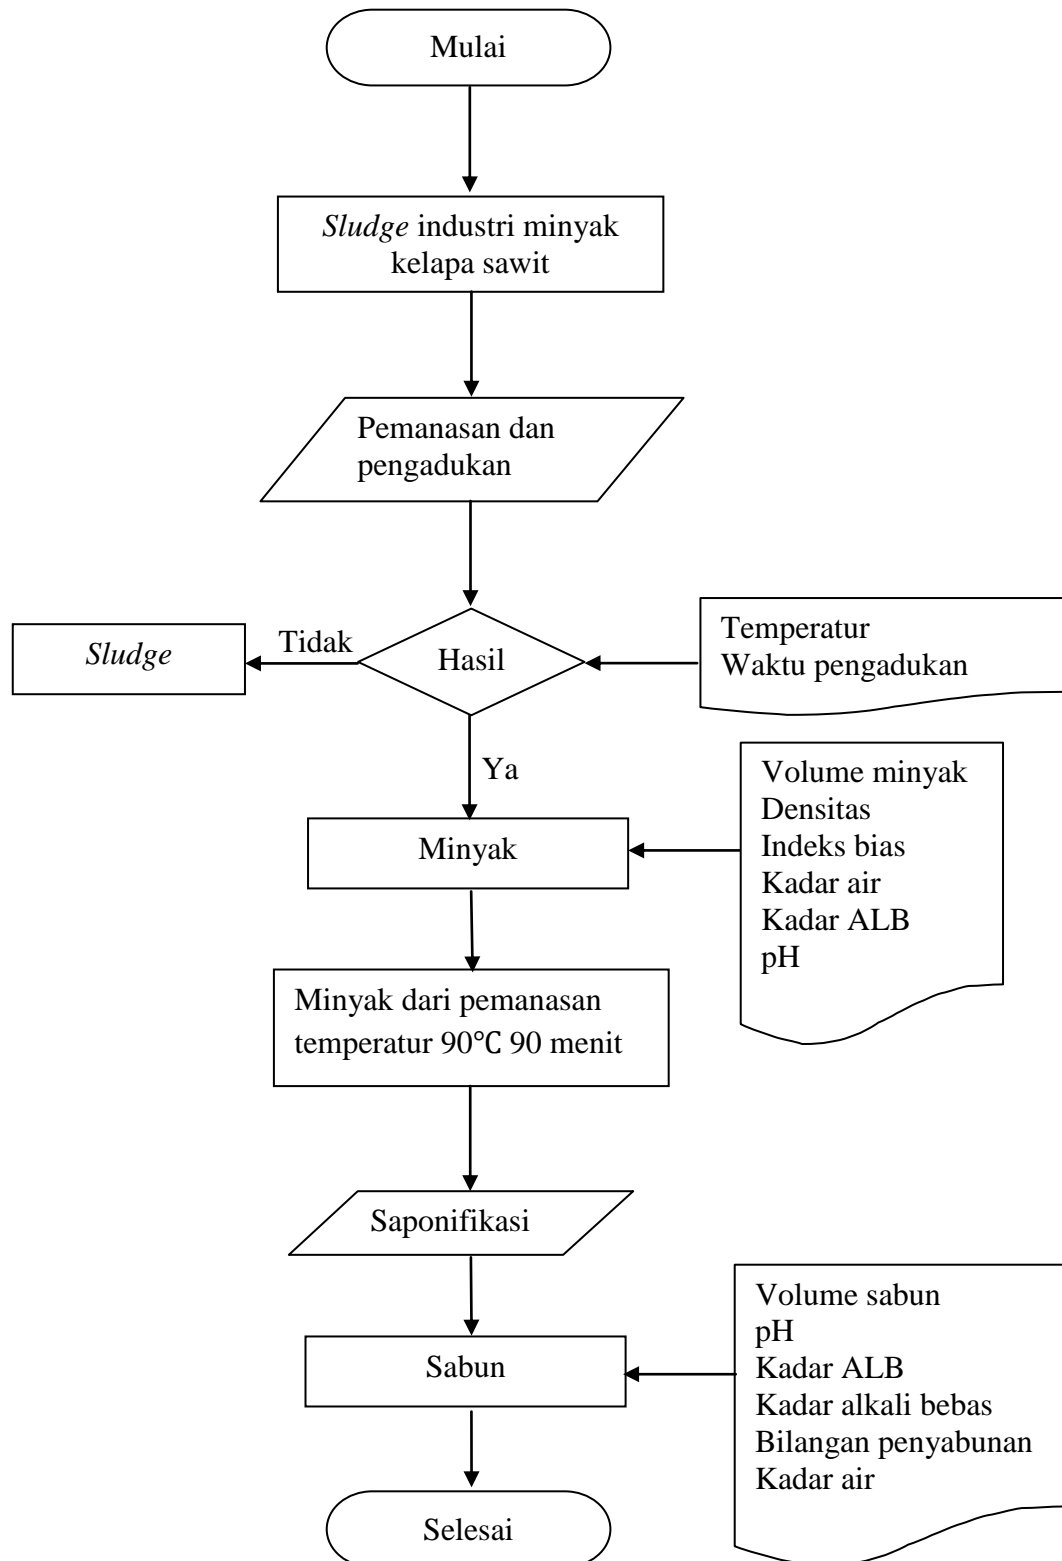 Mulai
Sludge industri minyak
kelapa sawit
Pemanasan dan
pengadukan
Sludge
Tidak
Hasil
Temperatur
Waktu pengadukan
Ya
Volume minyak
Densitas
Indeks bias
Kadar air
Kadar ALB
pH
Minyak
Minyak dari pemanasan
temperatur 90℃ 90 menit
Saponifikasi
Volume sabun
pH
Kadar ALB
Kadar alkali bebas
Bilangan penyabunan
Kadar air
Sabun
Selesai